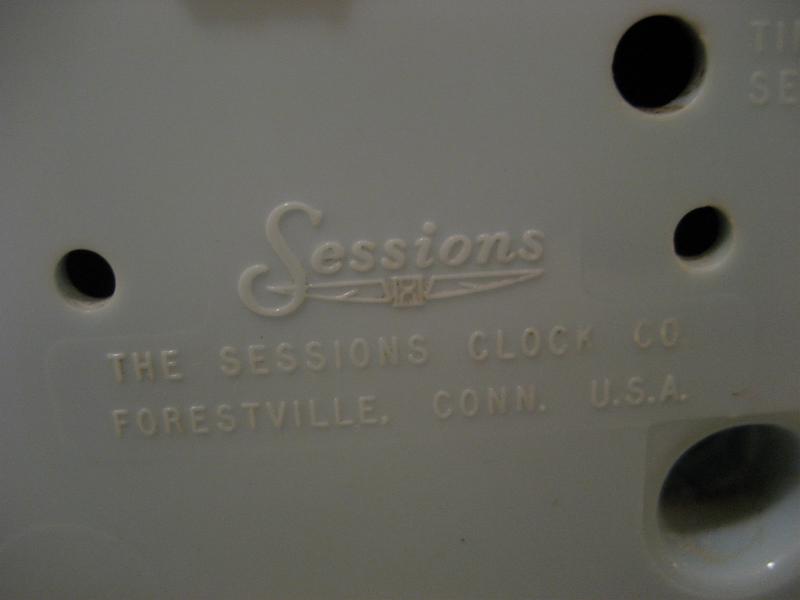 Sessions
THE SESSIONS CLOCK CO
FORESTVILLE, CONN. U.S.A.